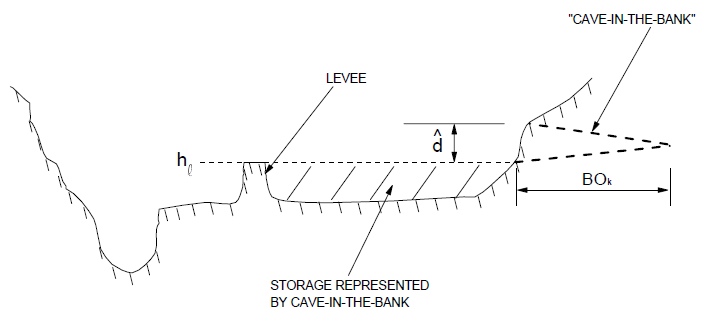 "CAVE-IN-THE-BANK"
LEVEE
^
d
hℓ
BOk
STORAGE REPRESENTED
BY CAVE-IN-THE-BANK